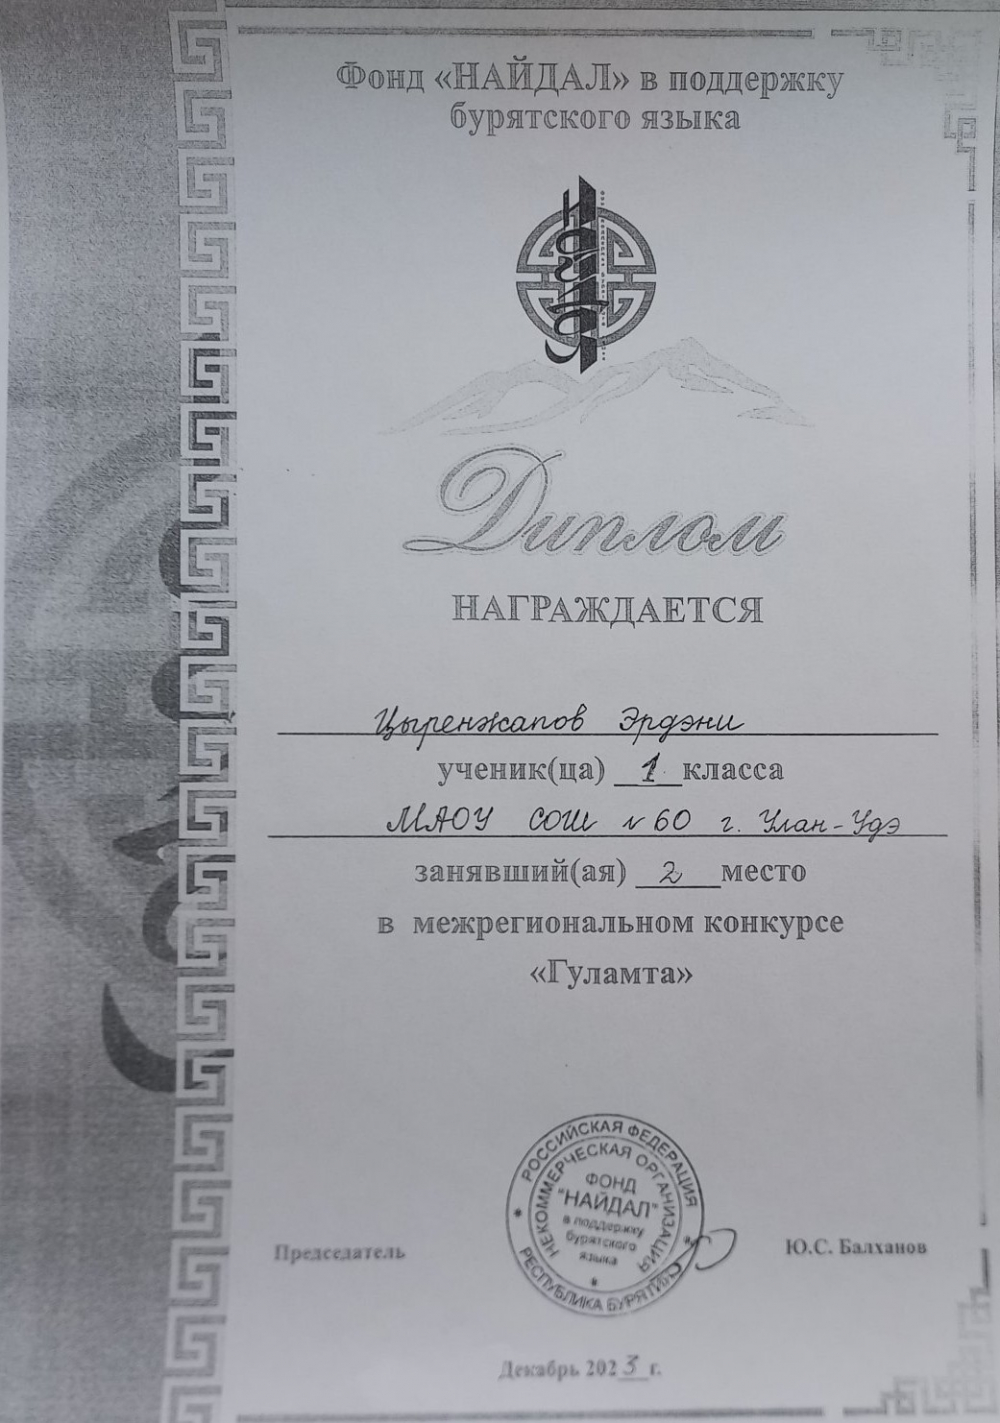 Фонд «НАЙДАЛ» в поддержку
бурятского языка
Диплом
НАГРАЖДАЕТСЯ
Цыренжапов Эрдэни
ученик(ца) 1 класса
МАОУ СОШ №60 г. Улан-Удэ
занявший(ая) 2 место
в межрегиональном конкурсе
«Гуламта»
РОССИЙСКАЯ ФЕДЕРАЦИЯ
НЕКОММЕРЧЕСКАЯ ОРГАНИЗАЦИЯ
ФОНД
"НАЙДАЛ"
в поддержку
бурятского
языка
РЕСПУБЛИКА БУРЯТИЯ
Председатель Ю.С. Балханов
Декабрь 2023 г.